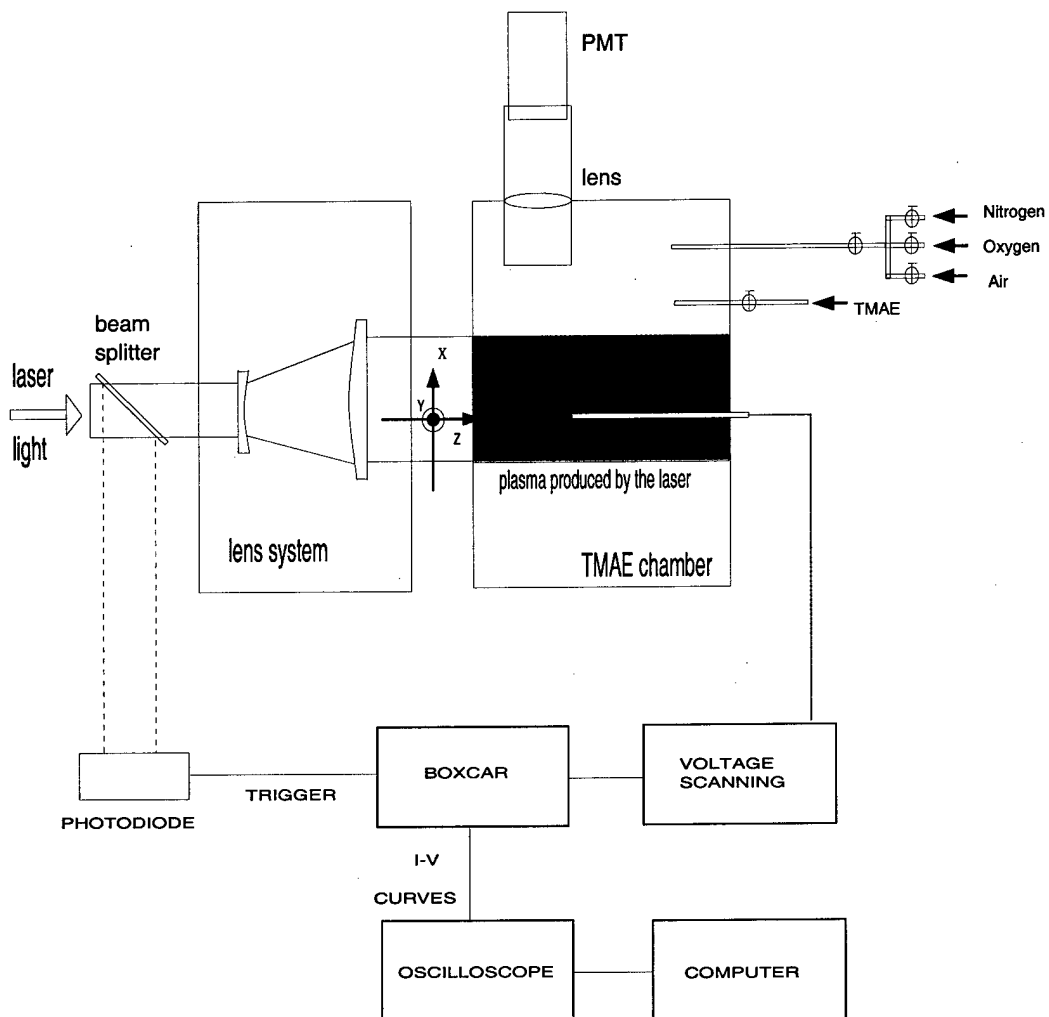 PMT
lens
Nitrogen
Oxygen
Air
TMAE
beam
splitter
laser
light
X
Y
Z
plasma produced by the laser
lens system
TMAE chamber
BOXCAR
VOLTAGE
SCANNING
TRIGGER
PHOTODIODE
I-V
CURVES
OSCILLOSCOPE
COMPUTER